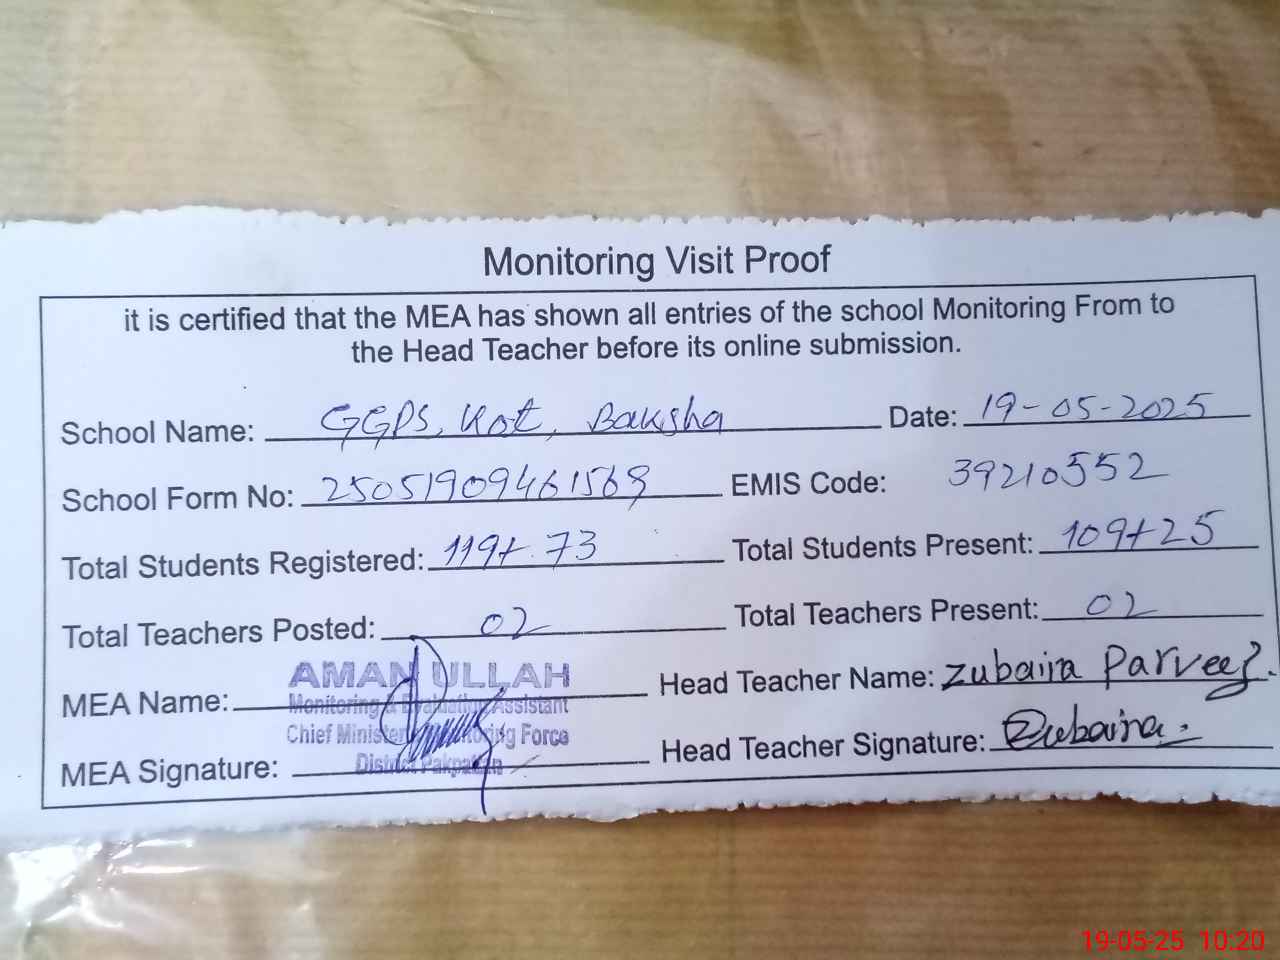 Monitoring Visit Proof
it is certified that the MEA has shown all entries of the school Monitoring From to
the Head Teacher before its online submission.
School Name: GGPS, Kot, Baksha Date: 19-05-2025
School Form No: 25051909461568 EMIS Code: 39210552
Total Students Registered: 119+73 Total Students Present: 109+25
Total Teachers Posted: 02 Total Teachers Present: 02
MEA Name: AMAN ULLAH Head Teacher Name: Zubaira Parveez.
Monitoring & Evaluation Assistant
Chief Minister Monitoring Force
District Pakpattan
MEA Signature: Head Teacher Signature: Zubaira.
19-05-25 10:20